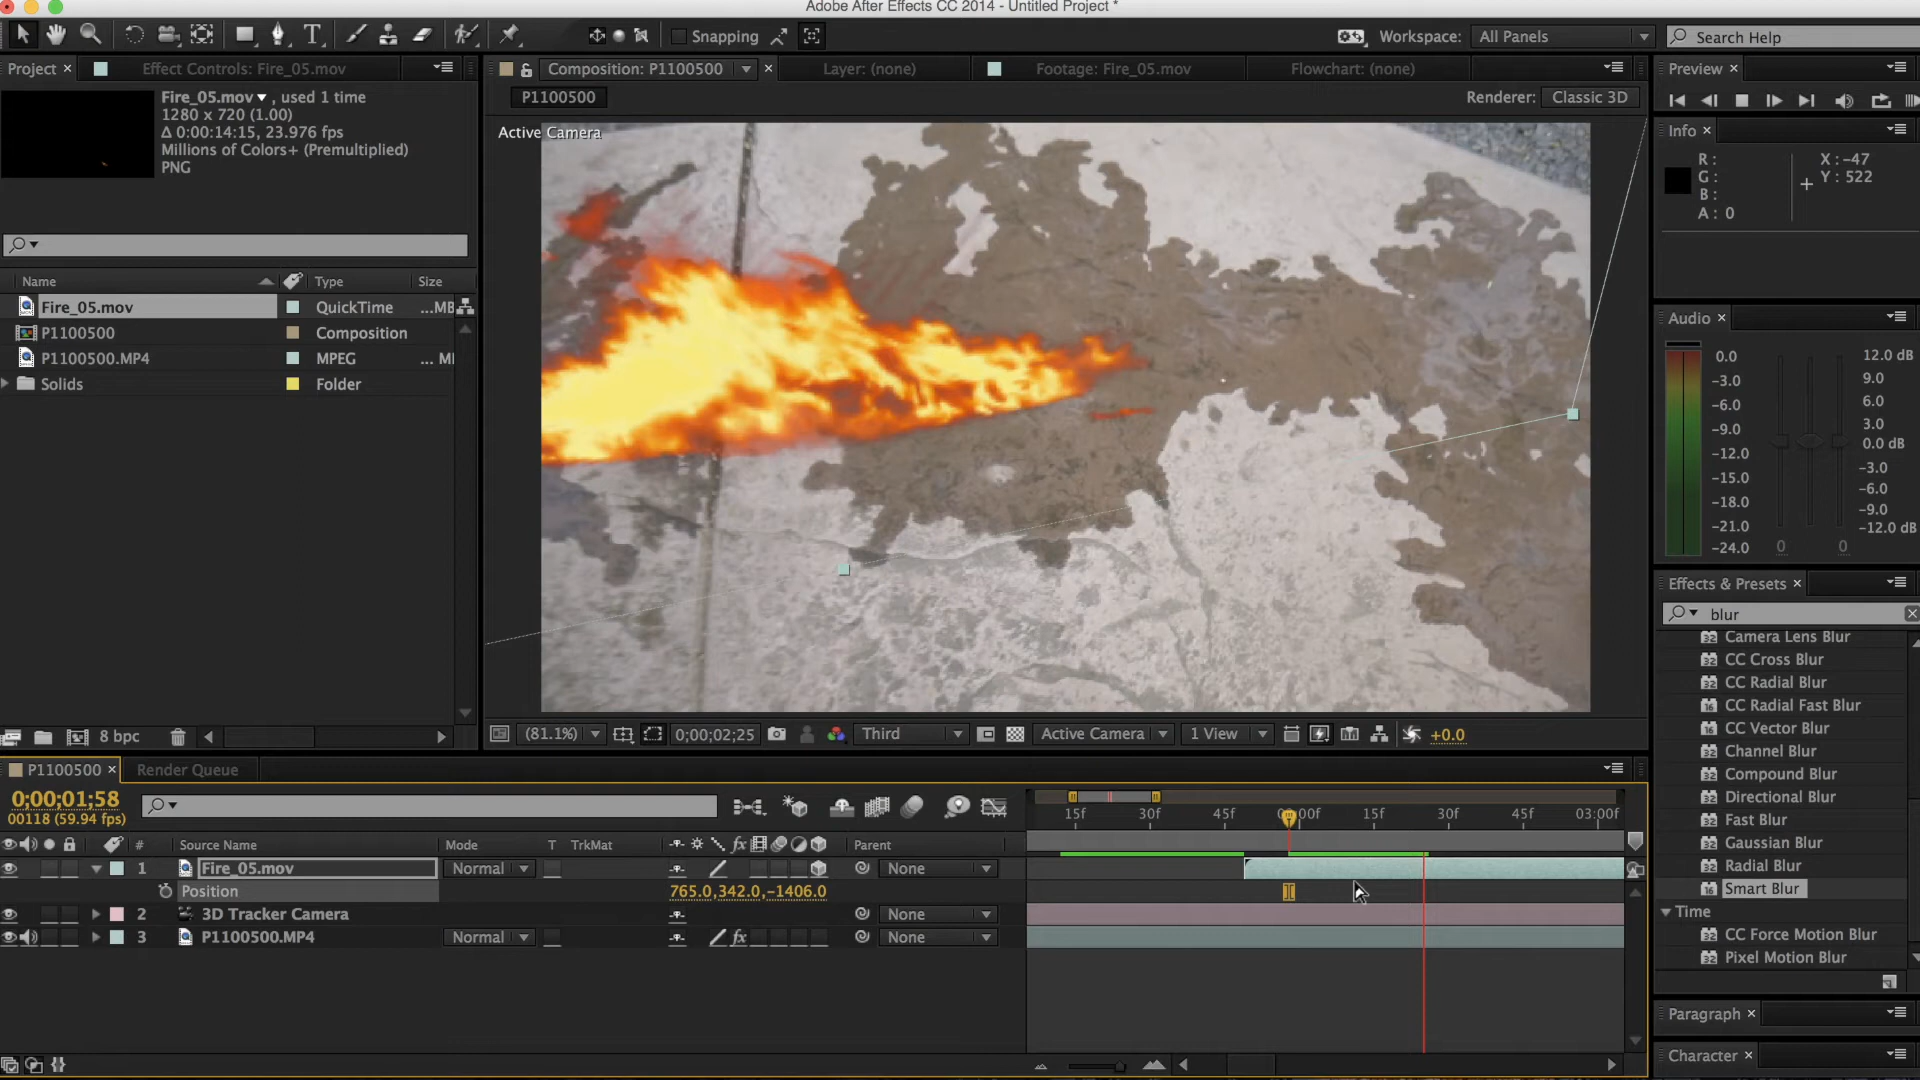 Adobe After Effects CC 2014 - Untitled Project *
Snapping
Workspace: All Panels
Search Help
Project ×
Effect Controls: Fire_05.mov
Composition: P1100500 ×
Layer: (none)
Footage: Fire_05.mov
Flowchart: (none)
Preview ×
Fire_05.mov , used 1 time
1280 x 720 (1.00)
Δ 0:00:14:15, 23.976 fps
Millions of Colors+ (Premultiplied)
PNG
P1100500
Renderer: Classic 3D
Active Camera
Info ×
R :
G :
B :
A : 0
X : -47
Y : 522
Name Type Size
Fire_05.mov QuickTime ...MB
P1100500 Composition
P1100500.MP4 MPEG ... MI
Solids Folder
Audio ×
0.0
-3.0
-6.0
-9.0
-12.0
-15.0
-18.0
-21.0
-24.0
12.0 dB
9.0
6.0
3.0
0.0 dB
-3.0
-6.0
-9.0
-12.0 dB
0 0
Effects & Presets ×
blur
Camera Lens Blur
CC Cross Blur
CC Radial Blur
CC Radial Fast Blur
CC Vector Blur
Channel Blur
Compound Blur
Directional Blur
Fast Blur
Gaussian Blur
Radial Blur
Smart Blur
Time
CC Force Motion Blur
Pixel Motion Blur
Paragraph ×
Character ×
8 bpc
(81.1%)
0;00;02;25
Third
Active Camera
1 View
+0.0
P1100500 ×
Render Queue
0;00;01;58
00118 (59.94 fps)
15f 30f 45f 02:00f 15f 30f 45f 03:00f
# Source Name Mode T TrkMat fx Parent
1 Fire_05.mov Normal None
Position 765.0,342.0,-1406.0
2 3D Tracker Camera None
3 P1100500.MP4 Normal fx None